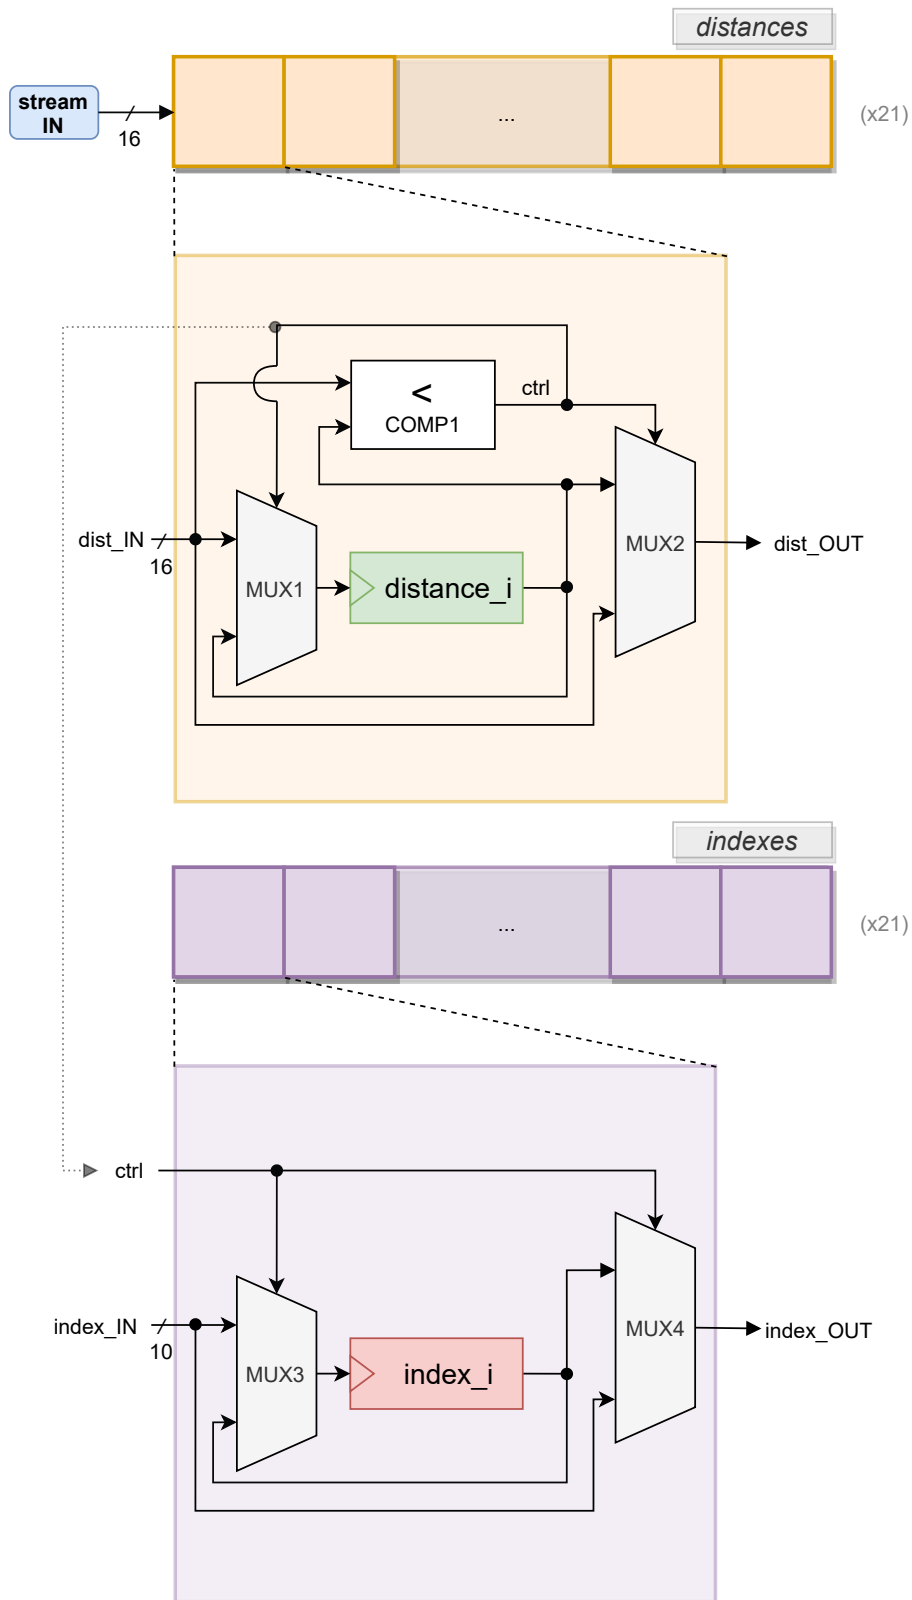 distances
stream
IN
16
...
(x21)
<
COMP1
ctrl
dist_IN
16
MUX1
distance_i
MUX2
dist_OUT
indexes
...
(x21)
ctrl
index_IN
10
MUX3
index_i
MUX4
index_OUT